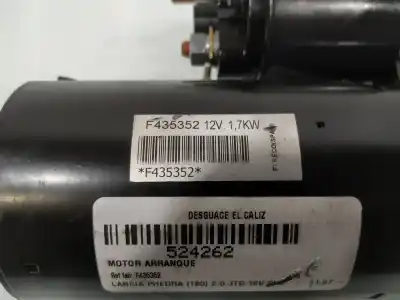 F435352 12V 1,7KW
*F435352*
DESGUACE EL CALIZ
524262
MOTOR ARRANQUE
Ref fab: F435352
LANCIA PHEDRA (180) 2.0 JTD 16V